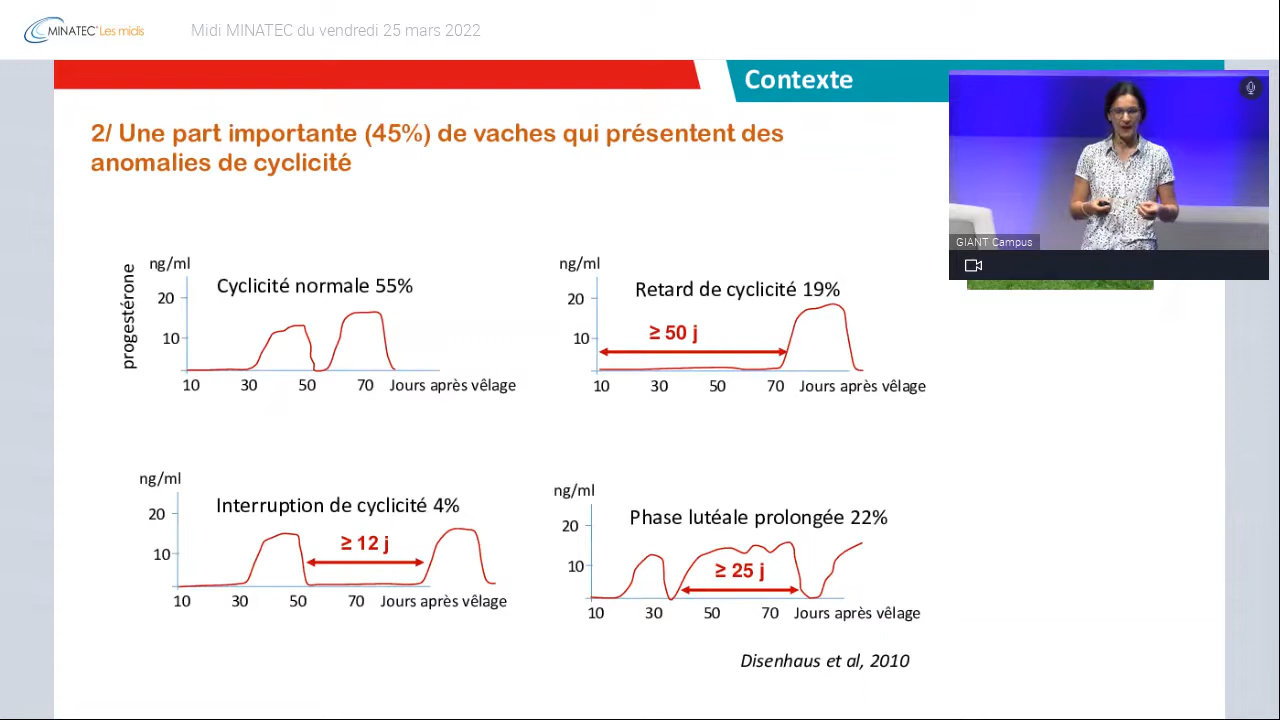 MINATEC Les midis
Midi MINATEC du vendredi 25 mars 2022
Contexte
GIANT Campus
2/ Une part importante (45%) de vaches qui présentent des
anomalies de cyclicité
progestérone
ng/ml
Cyclicité normale 55%
20
10
10 30 50 70 Jours après vêlage
ng/ml
Retard de cyclicité 19%
20
≥ 50 j
10
10 30 50 70 Jours après vêlage
ng/ml
Interruption de cyclicité 4%
20
≥ 12 j
10
10 30 50 70 Jours après vêlage
ng/ml
Phase lutéale prolongée 22%
20
≥ 25 j
10
10 30 50 70 Jours après vêlage
Disenhaus et al, 2010